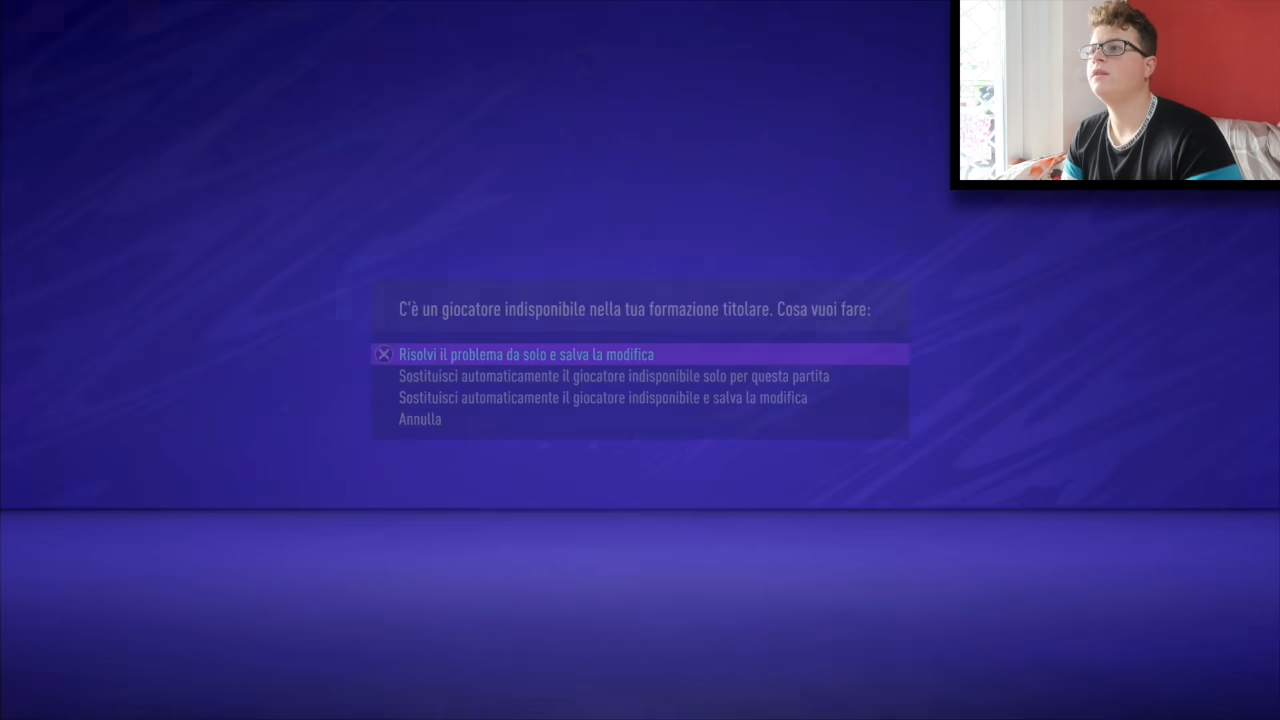 C'è un giocatore indisponibile nella tua formazione titolare. Cosa vuoi fare:
Risolvi il problema da solo e salva la modifica
Sostituisci automaticamente il giocatore indisponibile solo per questa partita
Sostituisci automaticamente il giocatore indisponibile e salva la modifica
Annulla